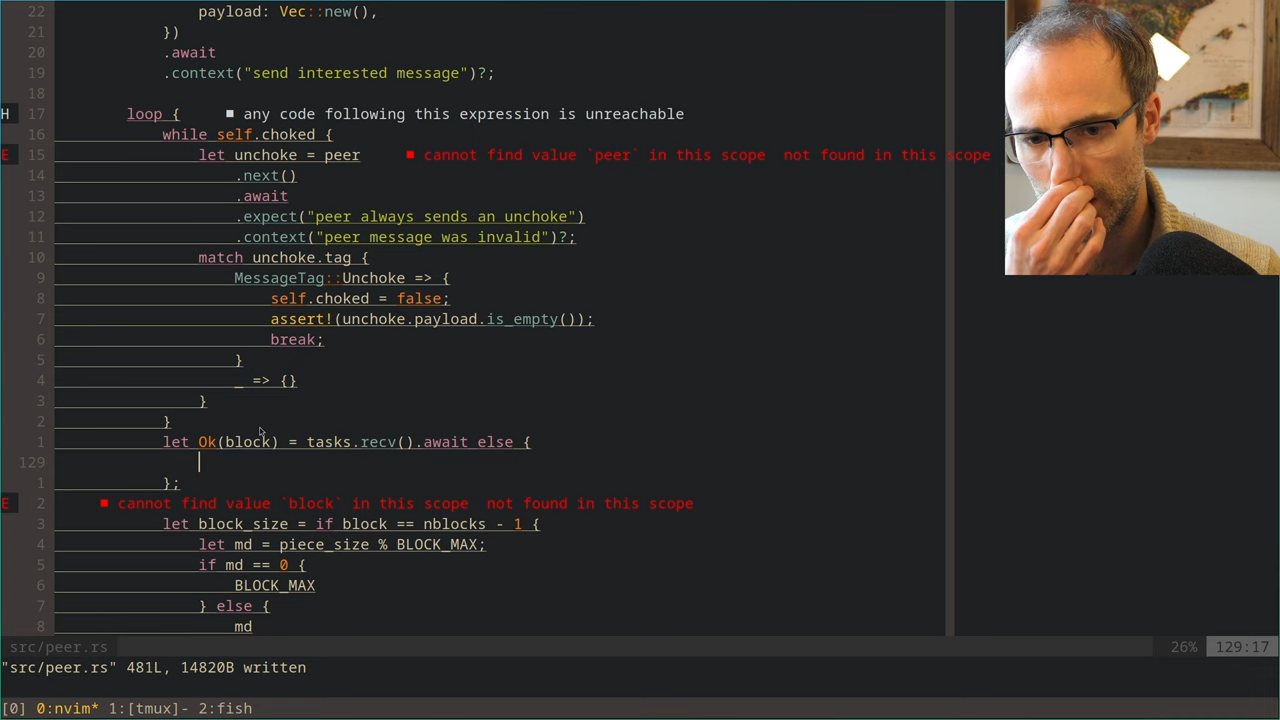 22 payload: Vec::new(),
21 })
20 .await
19 .context("send interested message")?;
18
H 17 loop { ■ any code following this expression is unreachable
16 while self.choked {
E 15 let unchoke = peer ■ cannot find value `peer` in this scope not found in this scope
14 .next()
13 .await
12 .expect("peer always sends an unchoke")
11 .context("peer message was invalid")?;
10 match unchoke.tag {
9 MessageTag::Unchoke => {
8 self.choked = false;
7 assert!(unchoke.payload.is_empty());
6 break;
5 }
4 _ => {}
3 }
2 }
1 let Ok(block) = tasks.recv().await else {
129
1 };
E 2 ■ cannot find value `block` in this scope not found in this scope
3 let block_size = if block == nblocks - 1 {
4 let md = piece_size % BLOCK_MAX;
5 if md == 0 {
6 BLOCK_MAX
7 } else {
8 md
src/peer.rs 26% 129:17
"src/peer.rs" 481L, 14820B written
[0] 0:nvim* 1:[tmux]- 2:fish